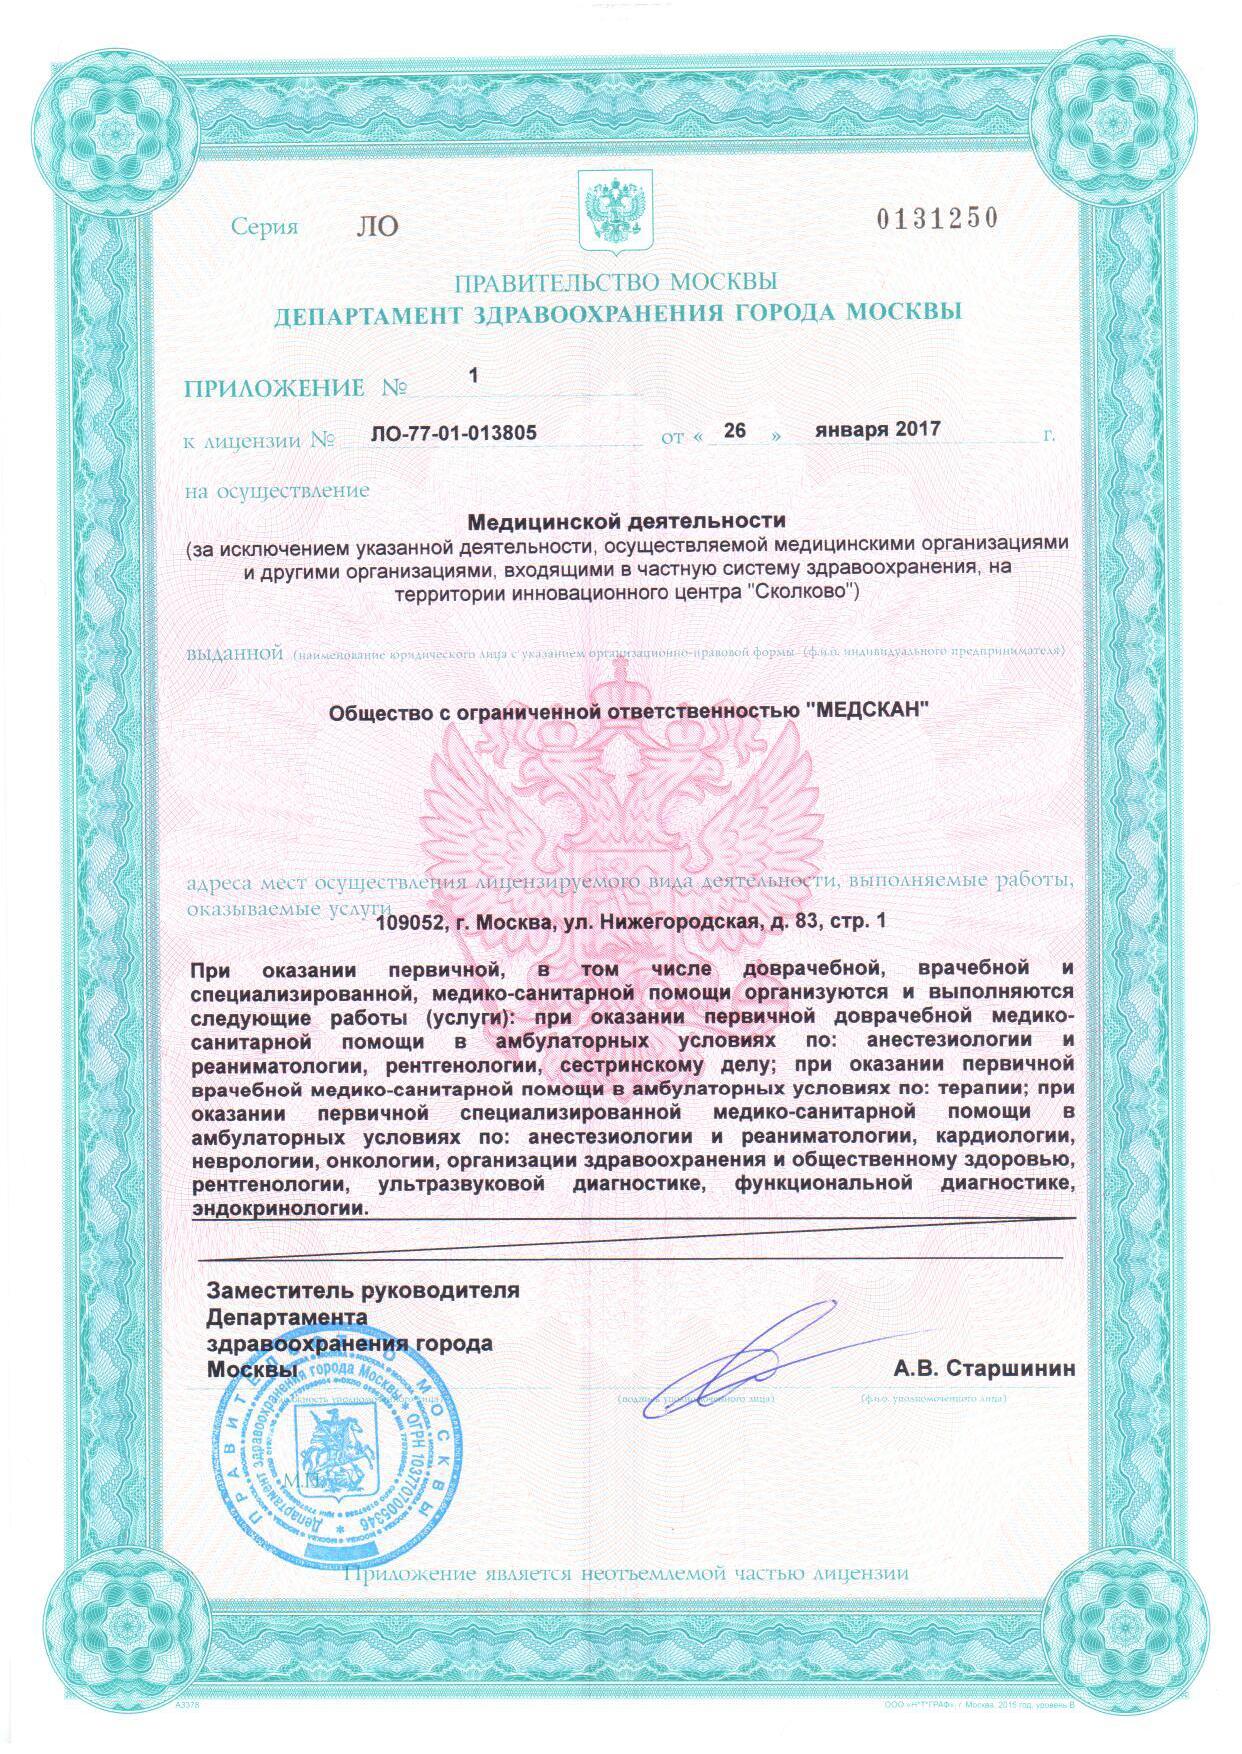 Серия ЛО
0131250
ПРАВИТЕЛЬСТВО МОСКВЫ
ДЕПАРТАМЕНТ ЗДРАВООХРАНЕНИЯ ГОРОДА МОСКВЫ
ПРИЛОЖЕНИЕ № 1
к лицензии № ЛО-77-01-013805 от « 26 » января 2017 г.
на осуществление
Медицинской деятельности
(за исключением указанной деятельности, осуществляемой медицинскими организациями
и другими организациями, входящими в частную систему здравоохранения, на
территории инновационного центра "Сколково")
выданной (наименование юридического лица с указанием организационно-правовой формы (ф.и.о. индивидуального предпринимателя)
Общество с ограниченной ответственностью "МЕДСКАН"
адреса мест осуществления лицензируемого вида деятельности, выполняемые работы,
оказываемые услуги
109052, г. Москва, ул. Нижегородская, д. 83, стр. 1
При оказании первичной, в том числе доврачебной, врачебной и
специализированной, медико-санитарной помощи организуются и выполняются
следующие работы (услуги): при оказании первичной доврачебной медико-
санитарной помощи в амбулаторных условиях по: анестезиологии и
реаниматологии, рентгенологии, сестринскому делу; при оказании первичной
врачебной медико-санитарной помощи в амбулаторных условиях по: терапии; при
оказании первичной специализированной медико-санитарной помощи в
амбулаторных условиях по: анестезиологии и реаниматологии, кардиологии,
неврологии, онкологии, организации здравоохранения и общественному здоровью,
рентгенологии, ультразвуковой диагностике, функциональной диагностике,
эндокринологии.
Заместитель руководителя
Департамента
здравоохранения города
Москвы
А.В. Старшинин
(подпись уполномоченного лица)
(ф.и.о. уполномоченного лица)
ПРАВИТЕЛЬСТВО МОСКВЫ
Департамент здравоохранения города Москвы * ОГРН 1037707005346 *
М.П.
Приложение является неотъемлемой частью лицензии
А3378
ООО «Н*Т*ГРАФ», г. Москва, 2016 год, уровень В